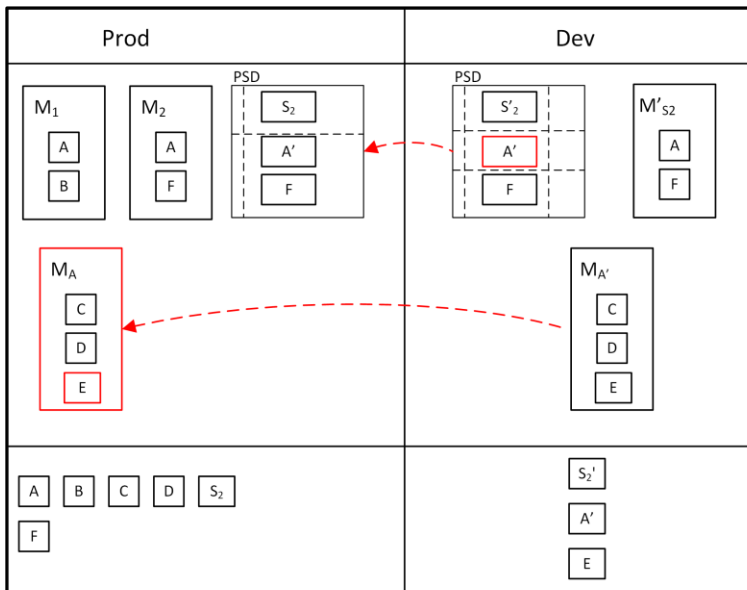 Prod
Dev
PSD
PSD
M₁
M₂
S₂
S'₂
M'S2
A
A
A'
A'
A
B
F
F
F
F
MA
MA'
C
C
D
D
E
E
A B C D S₂
F
S₂'
A'
E